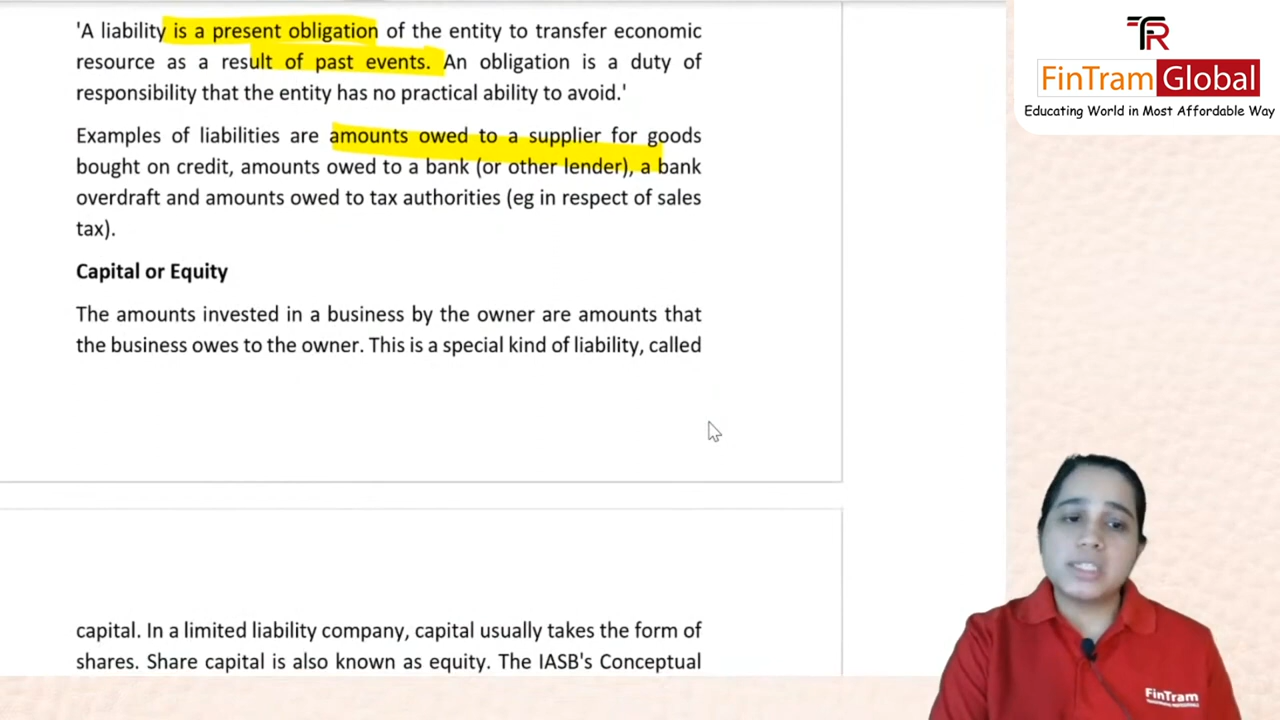 'A liability is a present obligation of the entity to transfer economic
resource as a result of past events. An obligation is a duty of
responsibility that the entity has no practical ability to avoid.'
Examples of liabilities are amounts owed to a supplier for goods
bought on credit, amounts owed to a bank (or other lender), a bank
overdraft and amounts owed to tax authorities (eg in respect of sales
tax).
Capital or Equity
The amounts invested in a business by the owner are amounts that
the business owes to the owner. This is a special kind of liability, called
capital. In a limited liability company, capital usually takes the form of
shares. Share capital is also known as equity. The IASB's Conceptual
TR
FinTram Global
Educating World in Most Affordable Way
FinTram